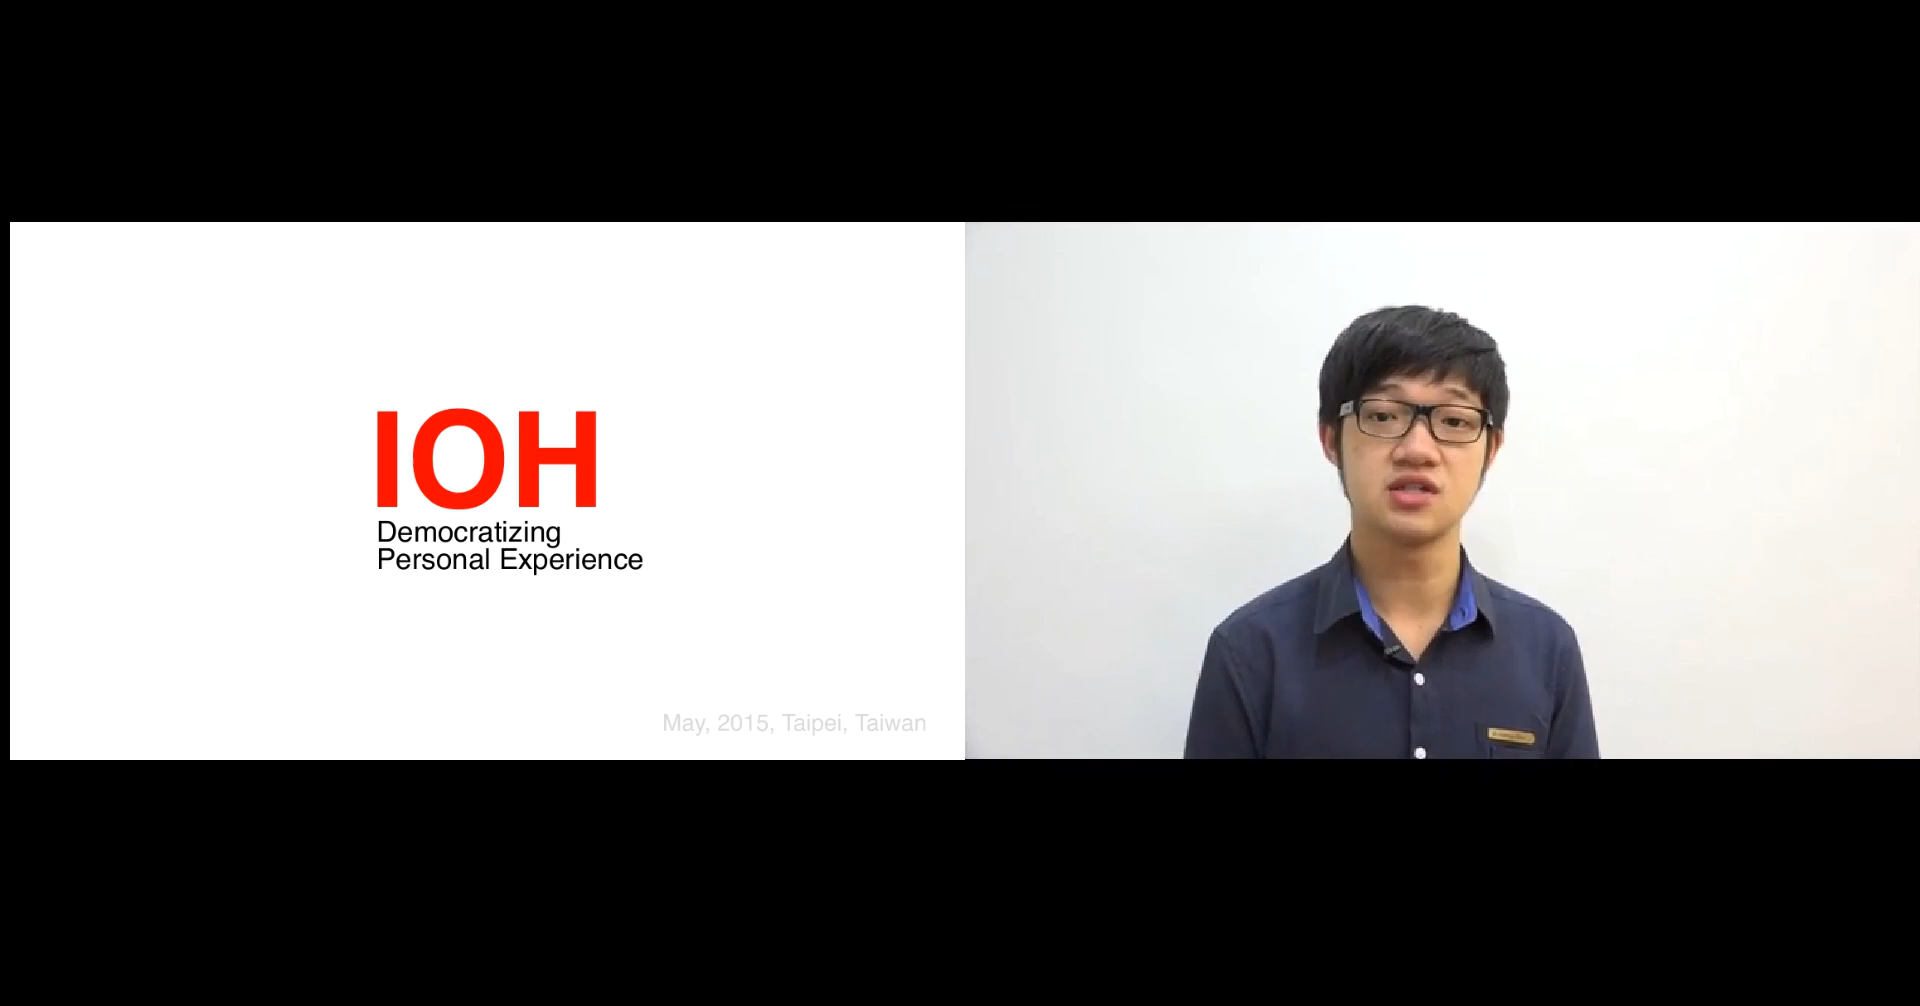 IOH
Democratizing
Personal Experience
May, 2015, Taipei, Taiwan